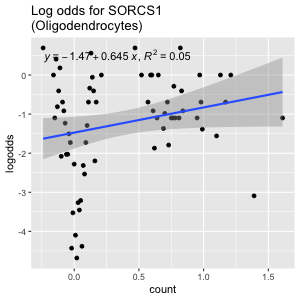 Log odds for SORCS1
(Oligodendrocytes)
y = −1.47 + 0.645 x, R² = 0.05
0
-1
-2
-3
-4
logodds
0.0 0.5 1.0 1.5
count